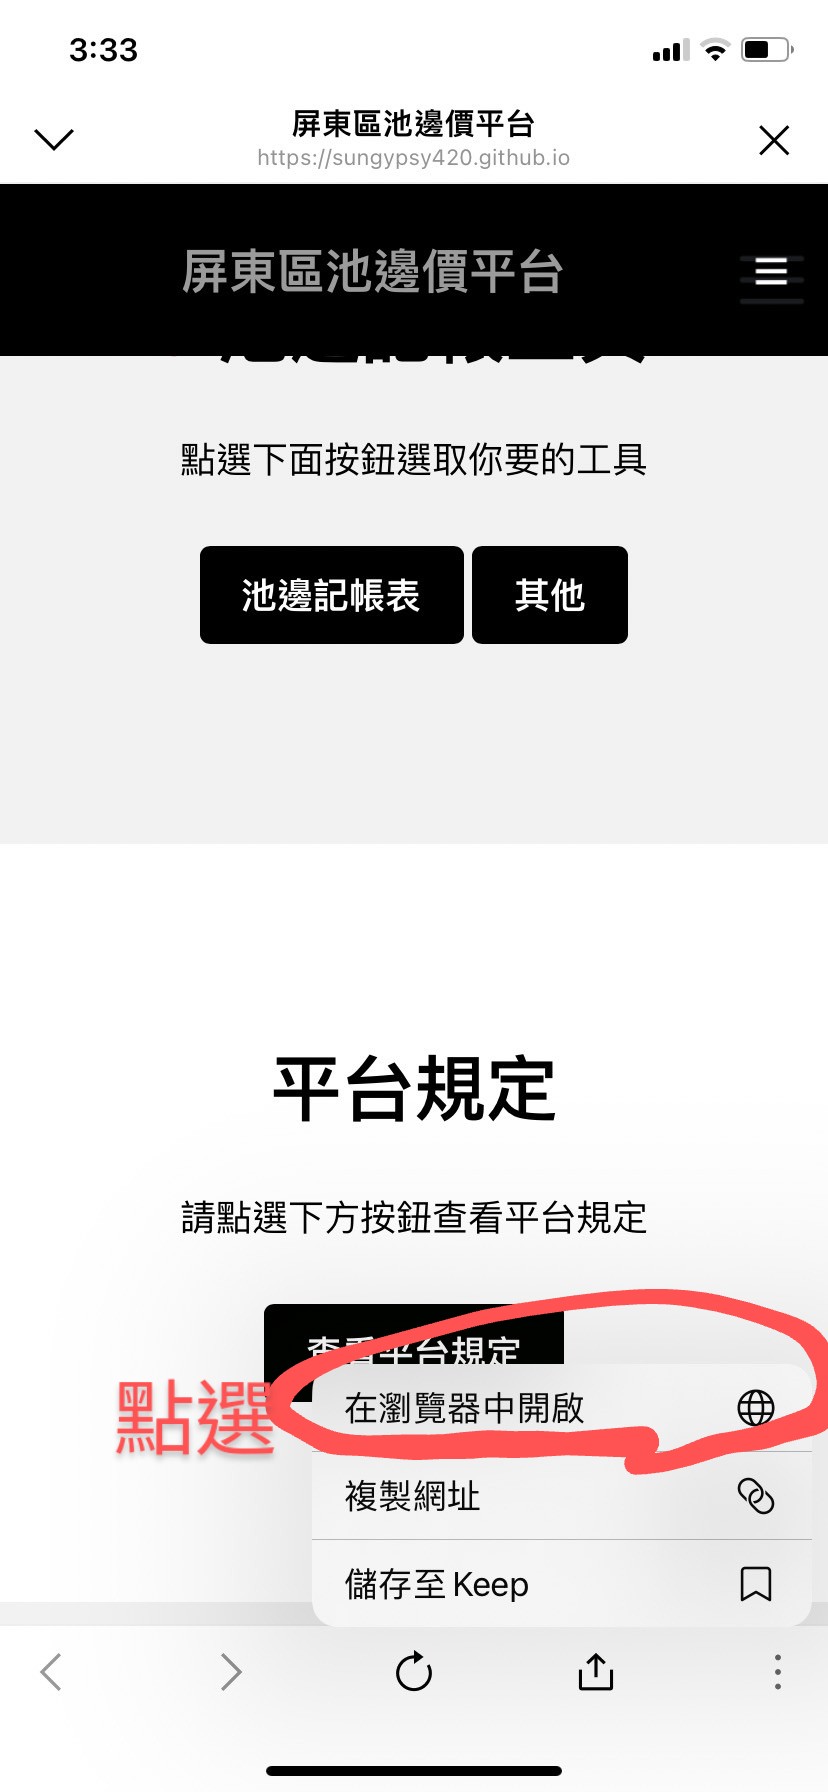 3:33
屏東區池邊價平台
https://sungypsy420.github.io
屏東區池邊價平台
點選下面按鈕選取你要的工具
池邊記帳表
其他
平台規定
請點選下方按鈕查看平台規定
查看平台規定
點選
在瀏覽器中開啟
複製網址
儲存至 Keep